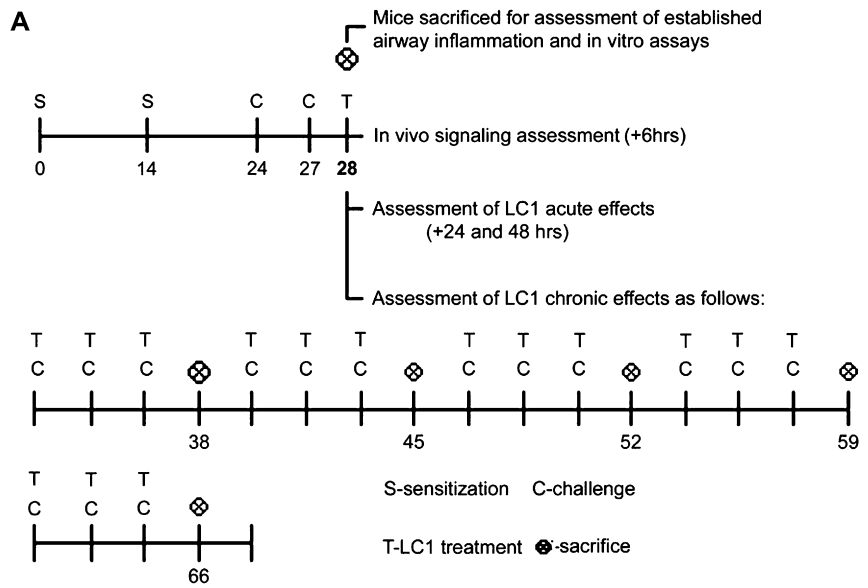 A
Mice sacrificed for assessment of established
airway inflammation and in vitro assays
S S C C T
In vivo signaling assessment (+6hrs)
0 14 24 27 28
Assessment of LC1 acute effects
(+24 and 48 hrs)
Assessment of LC1 chronic effects as follows:
T T T T T T T T T T T T
C C C C C C C C C C C C
38 45 52 59
T T T
C C C
S-sensitization C-challenge
T-LC1 treatment -sacrifice
66